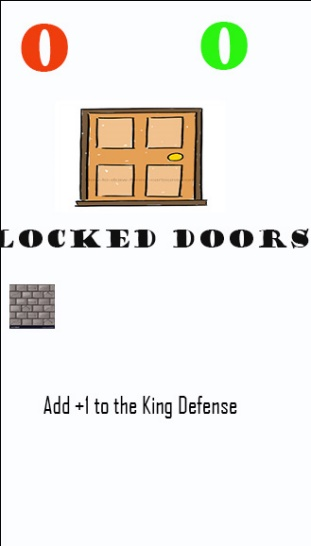 0 0
LOCKED DOORS
Add +1 to the King Defense